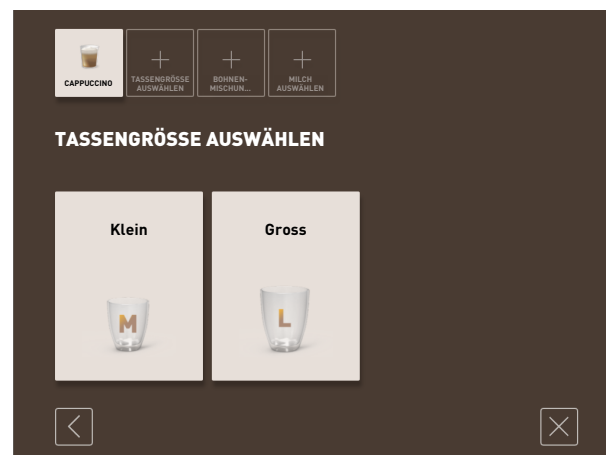 CAPPUCCINO
TASSENGRÖSSE
AUSWÄHLEN
BOHNEN-
MISCHUN...
MILCH
AUSWÄHLEN
TASSENGRÖSSE AUSWÄHLEN
Klein
Gross
M
L